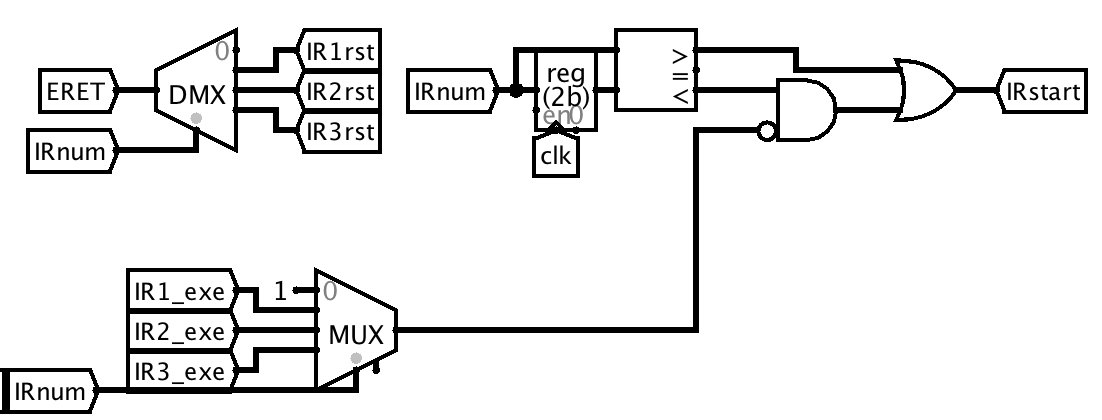 ERET
0
DMX
IR1rst
IR2rst
IR3rst
IRnum
IRnum
reg
(2b)
en0
clk
>
=
<
IRstart
IR1_exe
IR2_exe
IR3_exe
1
0
MUX
IRnum